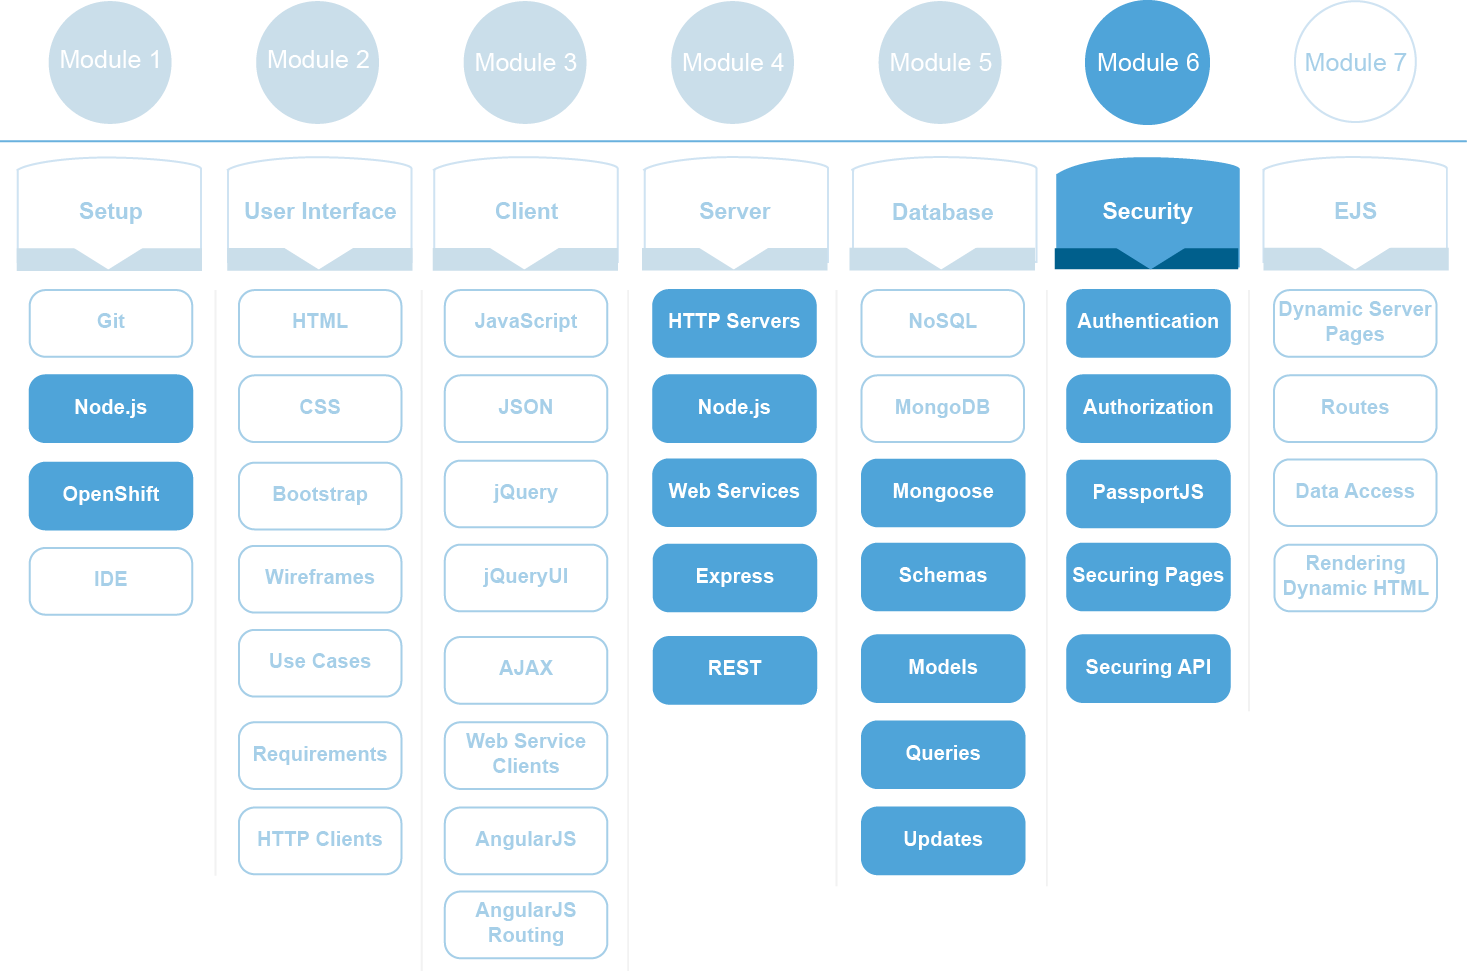 Module 1
Module 2
Module 3
Module 4
Module 5
Module 6
Module 7
Setup
User Interface
Client
Server
Database
Security
EJS
Git
Node.js
OpenShift
IDE
HTML
CSS
Bootstrap
Wireframes
Use Cases
Requirements
HTTP Clients
JavaScript
JSON
jQuery
jQueryUI
AJAX
Web Service
Clients
AngularJS
AngularJS
Routing
HTTP Servers
Node.js
Web Services
Express
REST
NoSQL
MongoDB
Mongoose
Schemas
Models
Queries
Updates
Authentication
Authorization
PassportJS
Securing Pages
Securing API
Dynamic Server
Pages
Routes
Data Access
Rendering
Dynamic HTML